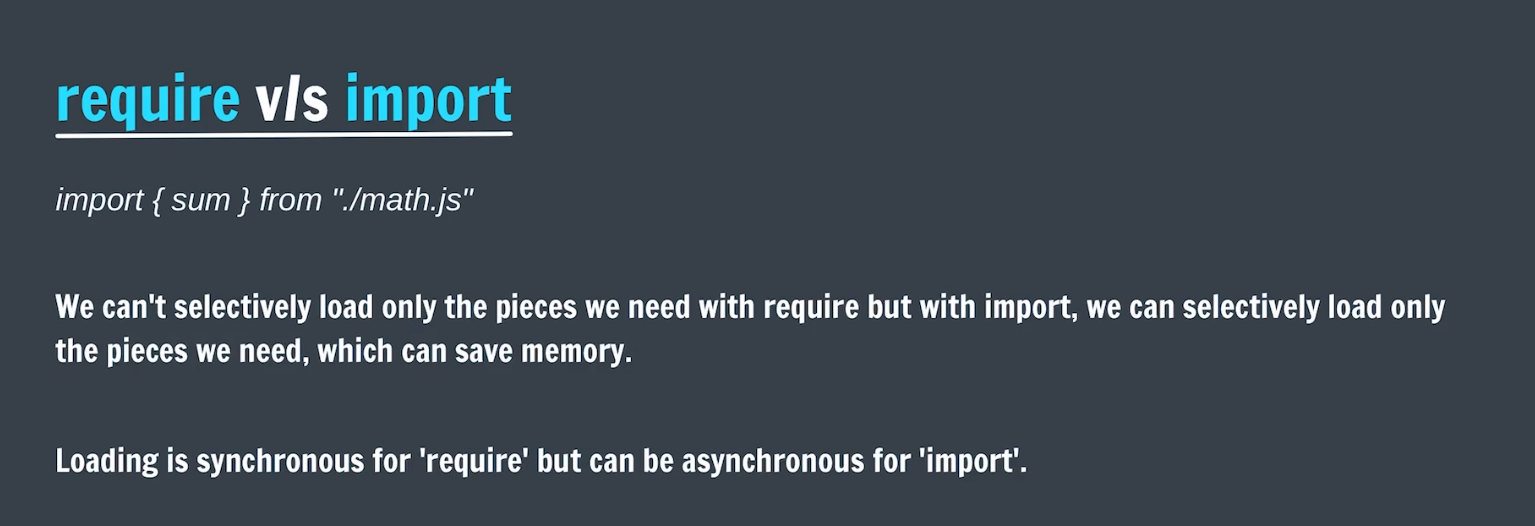 require v/s import
import { sum } from "./math.js"
We can't selectively load only the pieces we need with require but with import, we can selectively load only
the pieces we need, which can save memory.
Loading is synchronous for 'require' but can be asynchronous for 'import'.